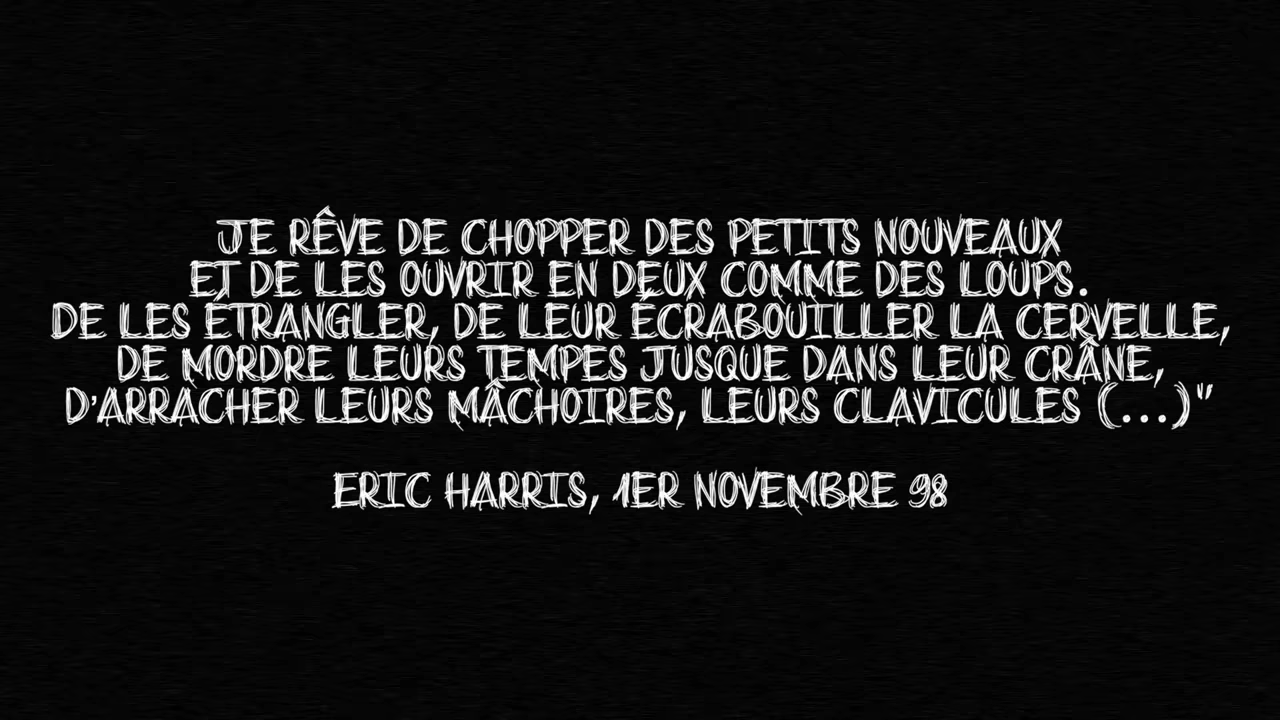 JE RÊVE DE CHOPPER DES PETITS NOUVEAUX
ET DE LES OUVRIR EN DEUX COMME DES LOUPS.
DE LES ÉTRANGLER, DE LEUR ÉCRABOUILLER LA CERVELLE,
DE MORDRE LEURS TEMPES JUSQUE DANS LEUR CRÂNE,
D'ARRACHER LEURS MÂCHOIRES, LEURS CLAVICULES (...)"
ERIC HARRIS, 1ER NOVEMBRE 98